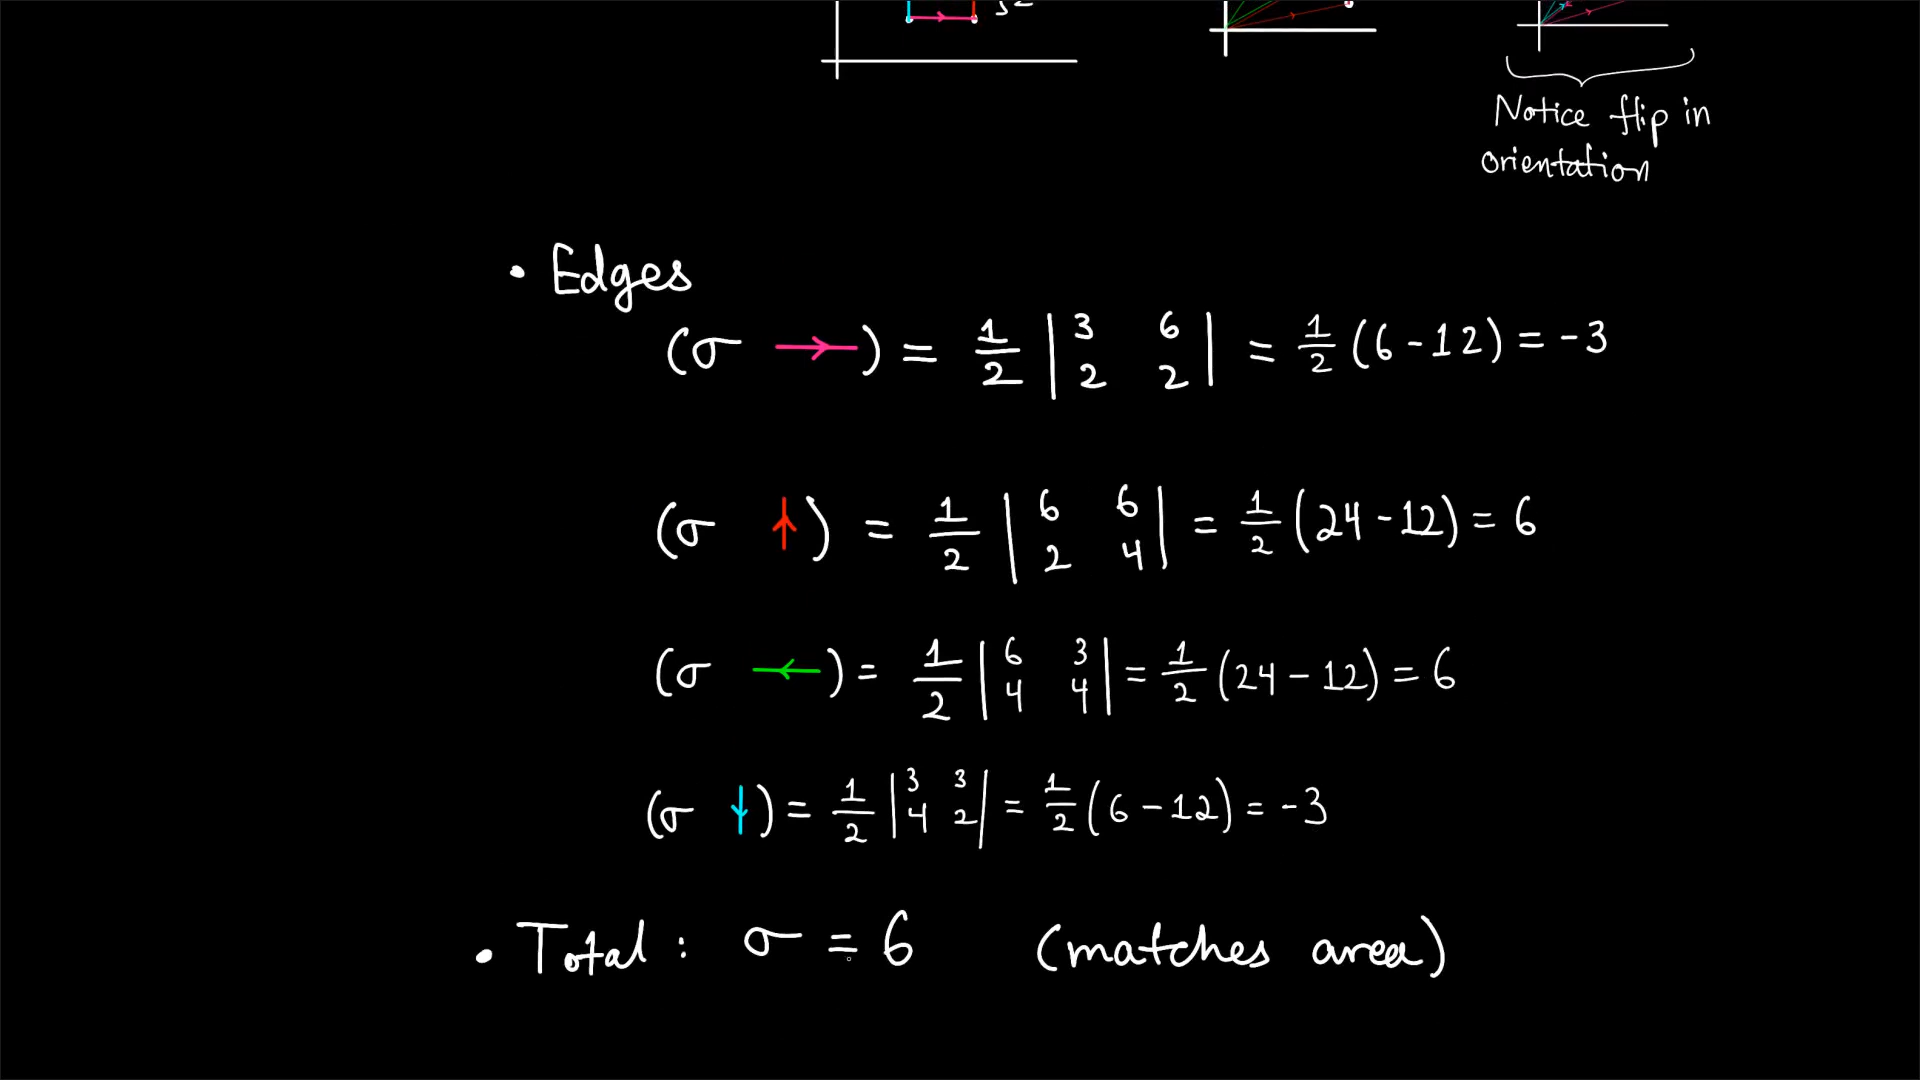 Notice flip in
orientation
• Edges
(σ →) = 1/2 |3 6; 2 2| = 1/2 (6 - 12) = -3
(σ ↑) = 1/2 |6 6; 2 4| = 1/2 (24 - 12) = 6
(σ ←) = 1/2 |6 3; 4 4| = 1/2 (24 - 12) = 6
(σ ↓) = 1/2 |3 3; 4 2| = 1/2 (6 - 12) = -3
• Total : σ = 6 (matches area)